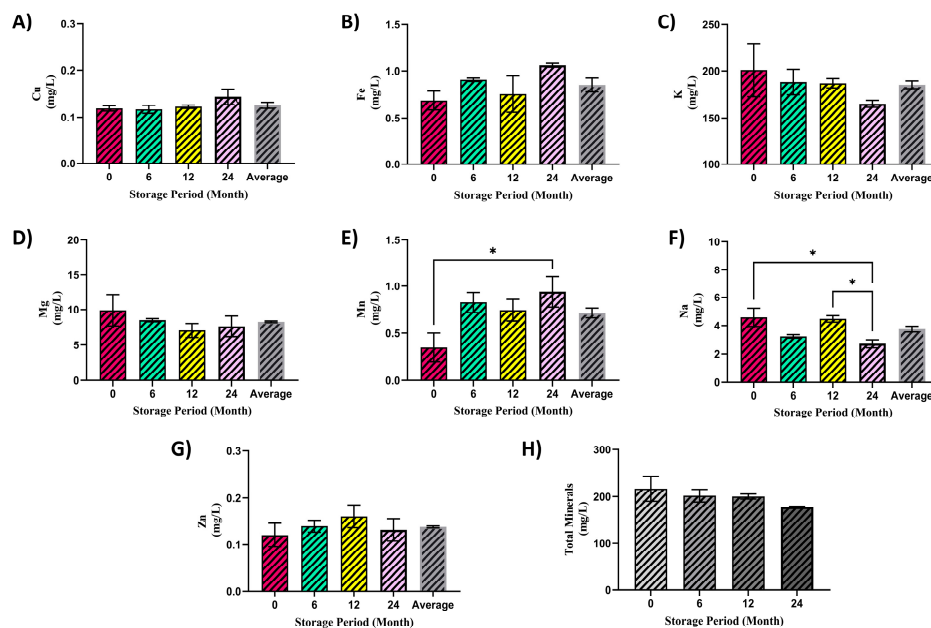 A)
0.3
0.2
0.1
0.0
Cu
(mg/L)
0 6 12 24 Average
Storage Period (Month)
B)
1.5
1.0
0.5
0.0
Fe
(mg/L)
0 6 12 24 Average
Storage Period (Month)
C)
250
200
150
100
K
(mg/L)
0 6 12 24 Average
Storage Period (Month)
D)
20
15
10
5
0
Mg
(mg/L)
0 6 12 24 Average
Storage Period (Month)
E)
1.5
1.0
0.5
0.0
Mn
(mg/L)
*
0 6 12 24 Average
Storage Period (Month)
F)
10
8
6
4
2
0
Na
(mg/L)
*
*
0 6 12 24 Average
Storage Period (Month)
G)
0.3
0.2
0.1
0.0
Zn
(mg/L)
0 6 12 24 Average
Storage Period (Month)
H)
300
200
100
0
Total Minerals
(mg/L)
0 6 12 24
Storage Period (Month)